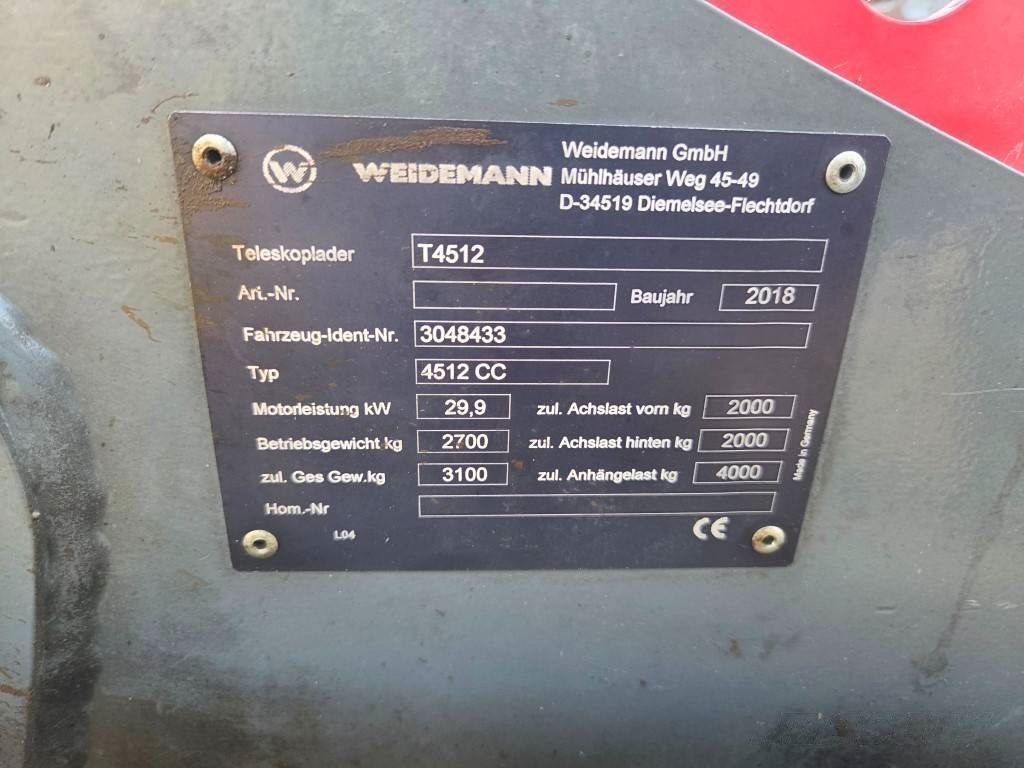 W WEIDEMANN
Weidemann GmbH
Mühlhäuser Weg 45-49
D-34519 Diemelsee-Flechtdorf
Teleskoplader T4512
Art.-Nr. Baujahr 2018
Fahrzeug-Ident-Nr. 3048433
Typ 4512 CC
Motorleistung kW 29,9 zul. Achslast vorn kg 2000
Betriebsgewicht kg 2700 zul. Achslast hinten kg 2000
zul. Ges Gew.kg 3100 zul. Anhängelast kg 4000
Hom.-Nr
L04 CE
Made in Germany